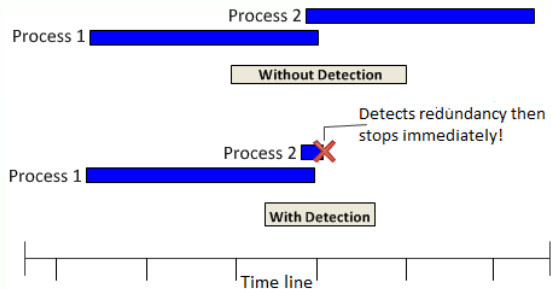 Process 2
Process 1
Without Detection
Detects redundancy then
stops immediately!
Process 2
Process 1
With Detection
Time line